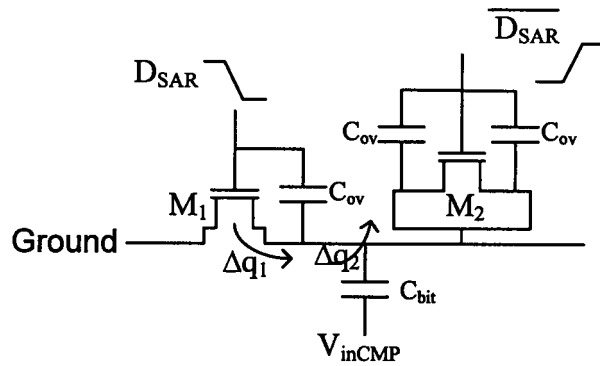 D_SAR
D_SAR
C_ov
C_ov
C_ov
M_1
M_2
Ground
Δq_1
Δq_2
C_bit
V_inCMP